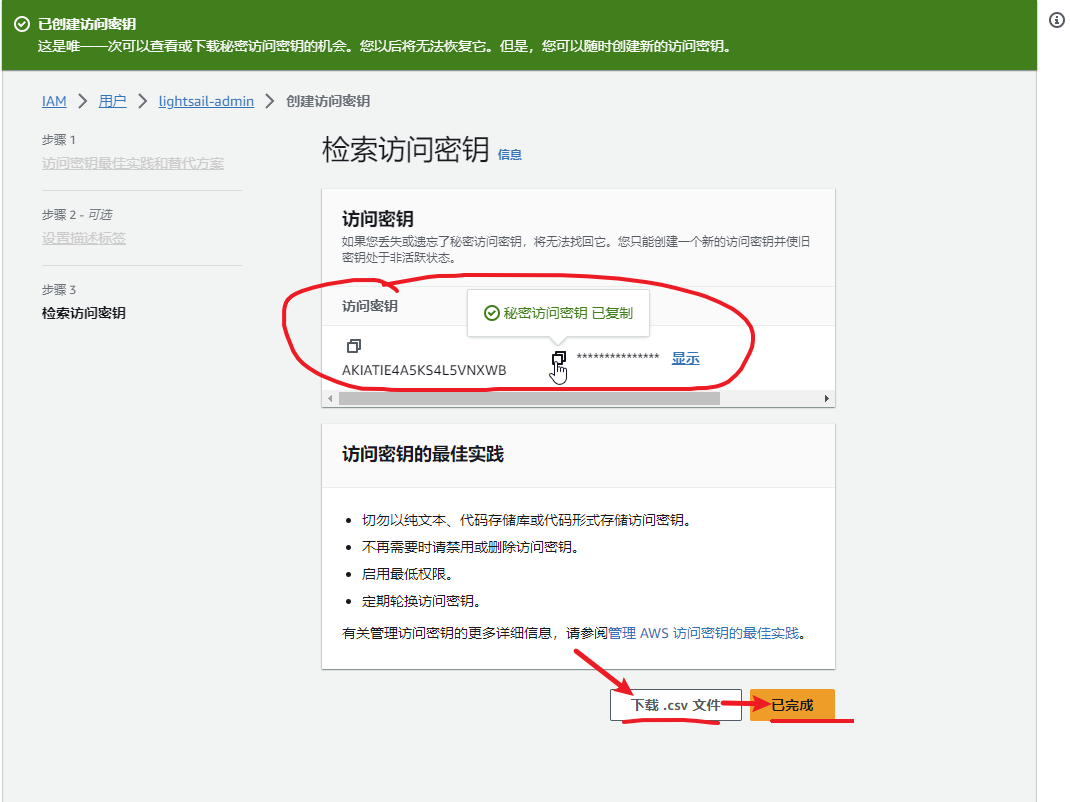 已创建访问密钥
这是唯一一次可以查看或下载秘密访问密钥的机会。您以后将无法恢复它。但是，您可以随时创建新的访问密钥。
IAM > 用户 > lightsail-admin > 创建访问密钥
步骤 1
访问密钥最佳实践和替代方案
步骤 2 - 可选
设置描述标签
步骤 3
检索访问密钥
检索访问密钥 信息
访问密钥
如果您丢失或遗忘了秘密访问密钥，将无法找回它。您只能创建一个新的访问密钥并使旧
密钥处于非活跃状态。
访问密钥
秘密访问密钥 已复制
AKIATIE4A5KS4L5VNXWB
*************** 显示
访问密钥的最佳实践
• 切勿以纯文本、代码存储库或代码形式存储访问密钥。
• 不再需要时请禁用或删除访问密钥。
• 启用最低权限。
• 定期轮换访问密钥。
有关管理访问密钥的更多详细信息，请参阅管理 AWS 访问密钥的最佳实践。
下载 .csv 文件
已完成